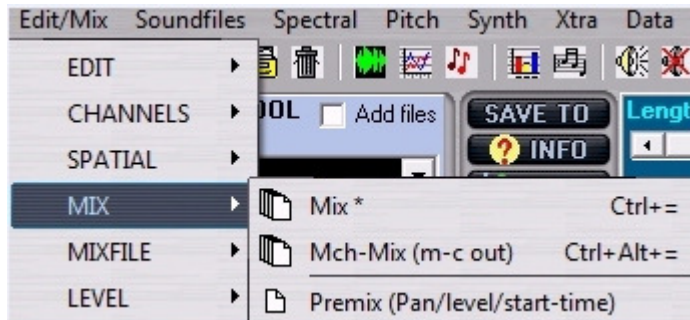 Edit/Mix Soundfiles Spectral Pitch Synth Xtra Data
EDIT
CHANNELS
OOL Add files SAVE TO Lengt
INFO
SPATIAL
MIX
Mix * Ctrl+=
MIXFILE
Mch-Mix (m-c out) Ctrl+Alt+=
LEVEL
Premix (Pan/level/start-time)